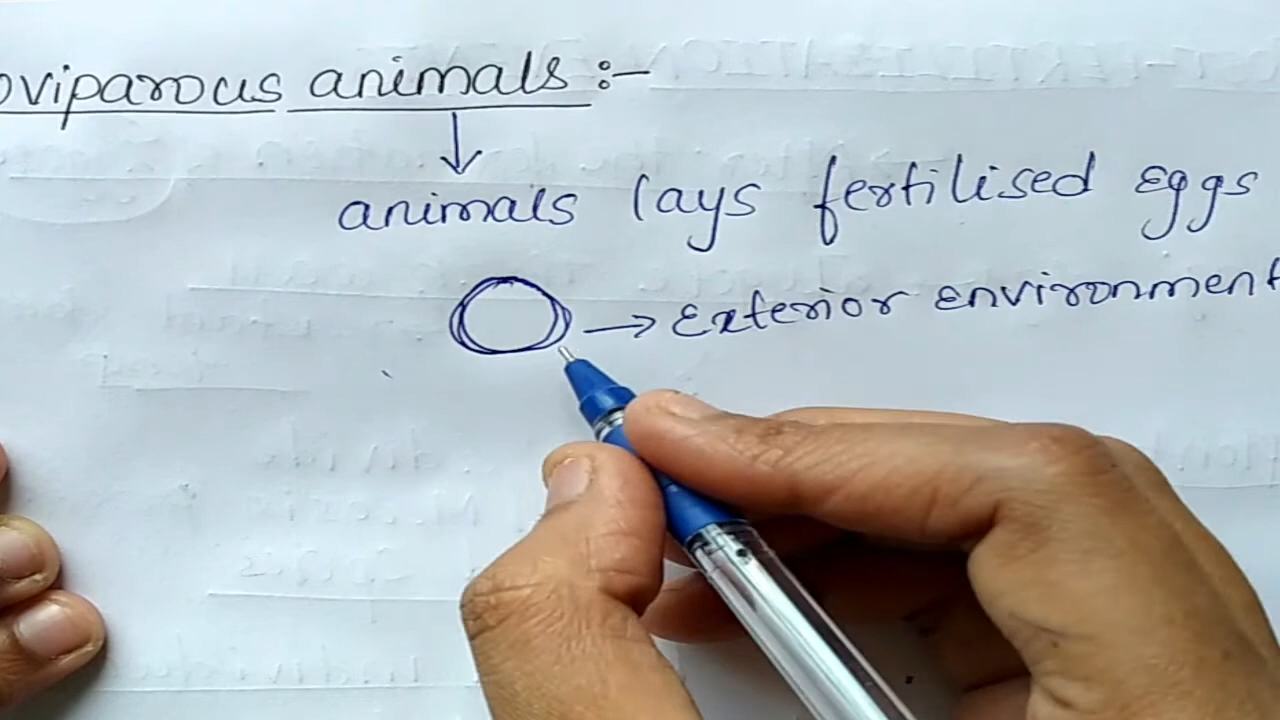 oviparous animals :-
↓
animals lays fertilised eggs
→ Exterior environment